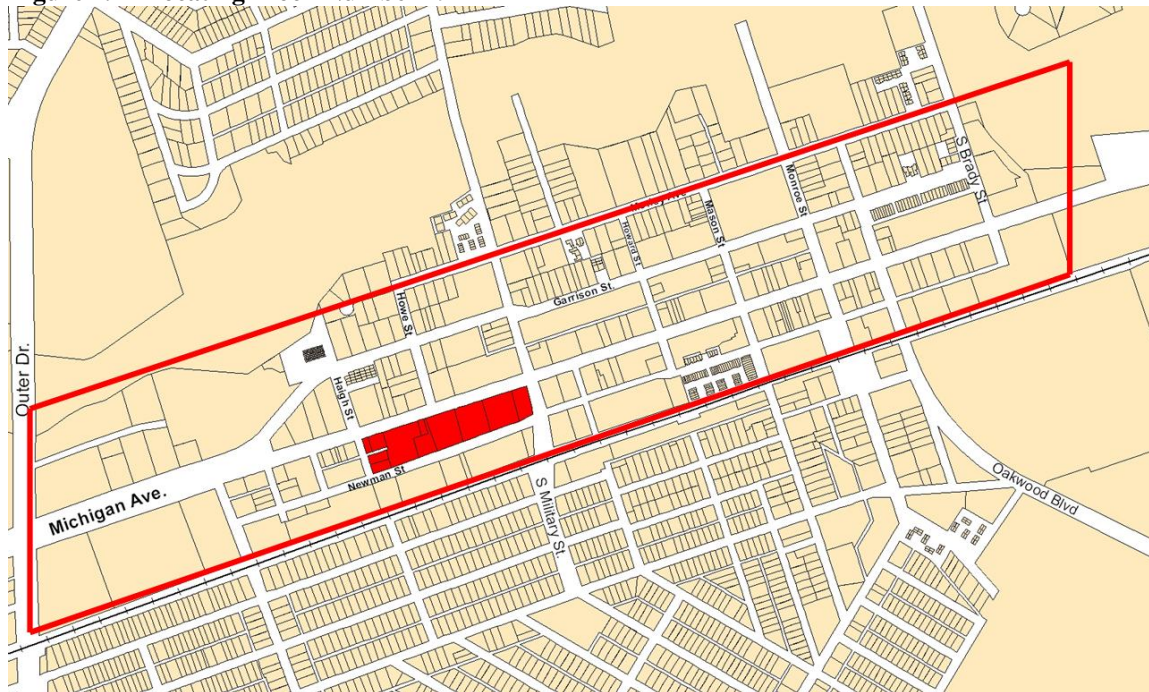 S Brady St
Monroe St
Mason St
Howard St
Garrison St.
Howe St.
Outer Dr.
Haigh St
Newman St
Michigan Ave.
S Military St.
Oakwood Blvd